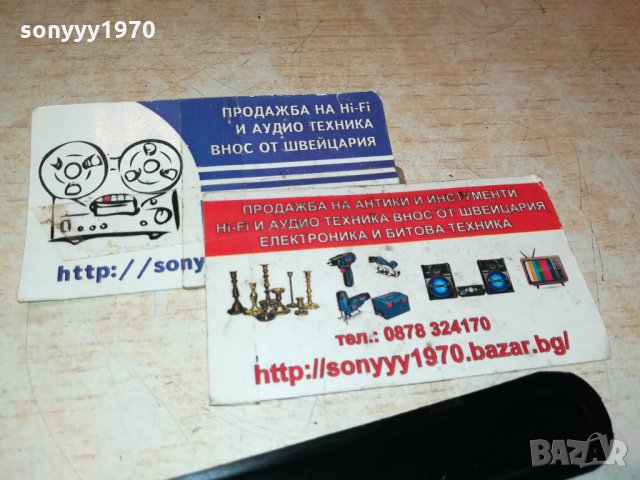 sonyyy1970
ПРОДАЖБА НА Hi-Fi
И АУДИО ТЕХНИКА
ВНОС ОТ ШВЕЙЦАРИЯ
http://sony
ПРОДАЖБА НА АНТИКИ И ИНСТУМЕНТИ
Hi-Fi И АУДИО ТЕХНИКА ВНОС ОТ ШВЕЙЦАРИЯ
ЕЛЕКТРОНИКА И БИТОВА ТЕХНИКА
тел.: 0878 324170
http://sonyyy1970.bazar.bg/
BAZAR